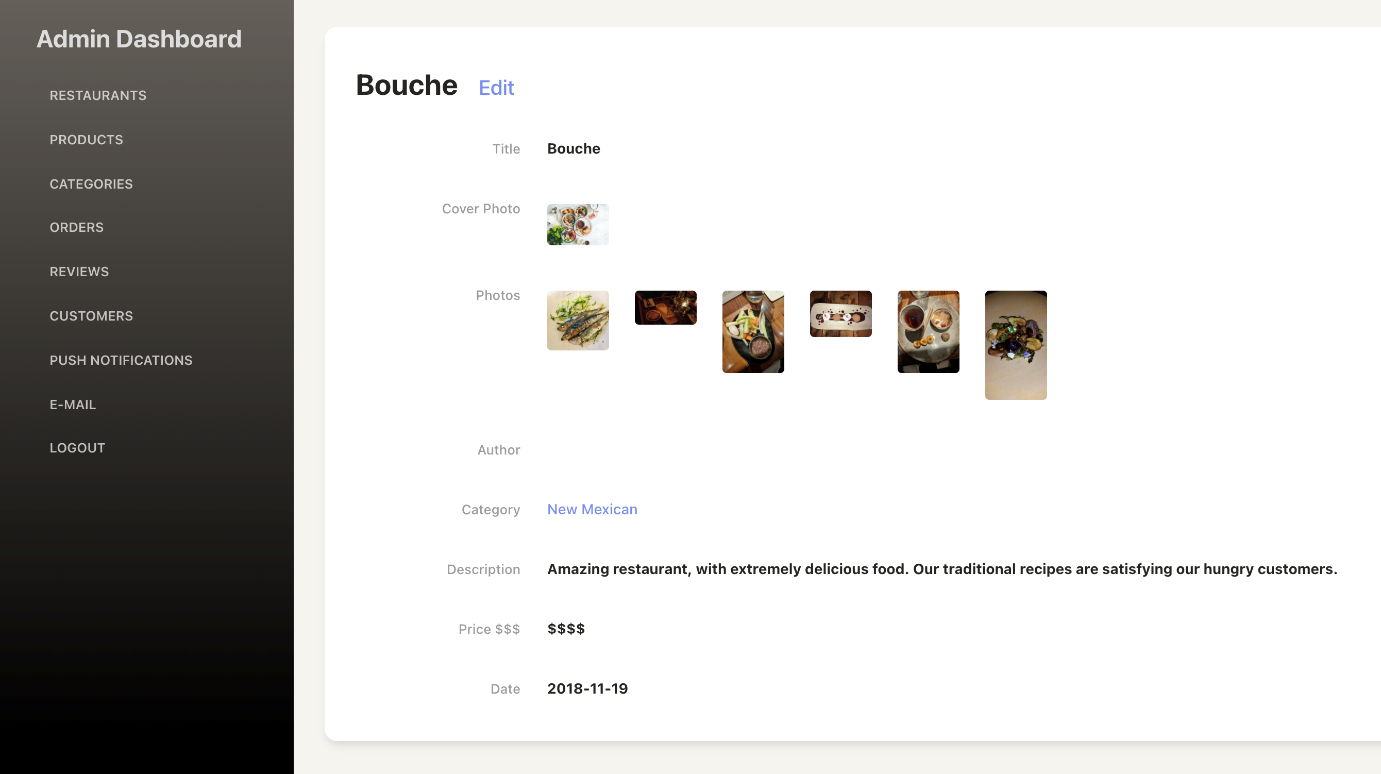 Admin Dashboard
RESTAURANTS
PRODUCTS
CATEGORIES
ORDERS
REVIEWS
CUSTOMERS
PUSH NOTIFICATIONS
E-MAIL
LOGOUT
Bouche Edit
Title Bouche
Cover Photo
Photos
Author
Category New Mexican
Description Amazing restaurant, with extremely delicious food. Our traditional recipes are satisfying our hungry customers.
Price $$$ $$$$
Date 2018-11-19